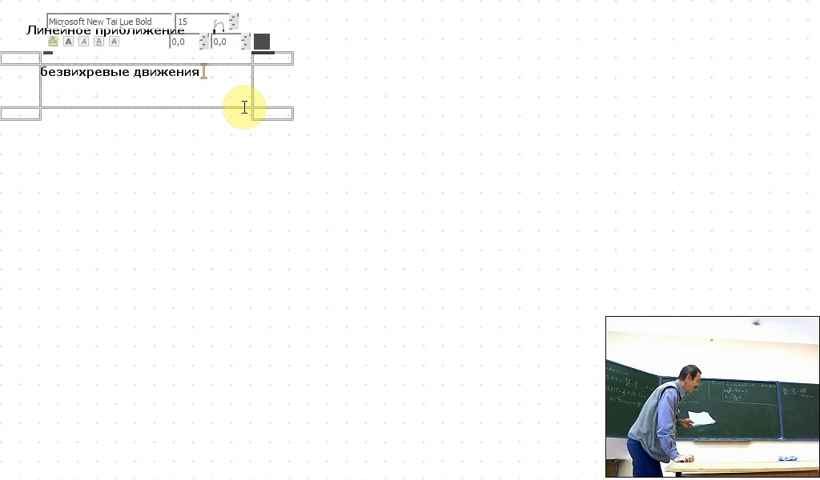 Microsoft New Tai Lue Bold 15
Линейное приближение
A A A A 0,0 0,0
безвихревые движения